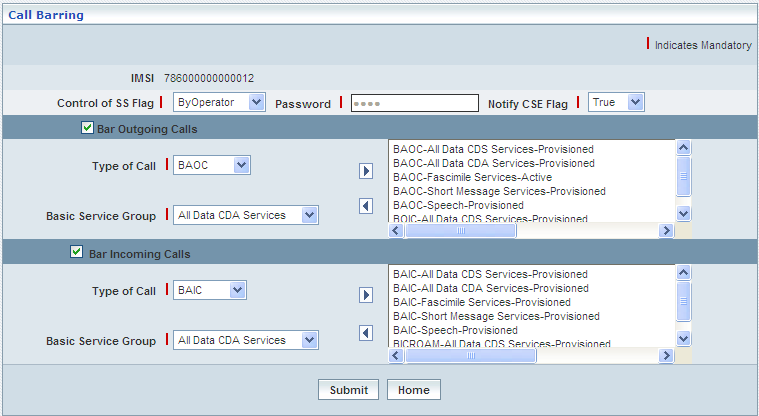 Call Barring
Indicates Mandatory
IMSI 786000000000012
Control of SS Flag ByOperator Password Notify CSE Flag True
Bar Outgoing Calls
Type of Call BAOC
Basic Service Group All Data CDA Services
BAOC-All Data CDS Services-Provisioned
BAOC-All Data CDA Services-Provisioned
BAOC-Fascimile Services-Active
BAOC-Short Message Services-Provisioned
BAOC-Speech-Provisioned
BOIC-All Data CDS Services-Provisioned
Bar Incoming Calls
Type of Call BAIC
Basic Service Group All Data CDA Services
BAIC-All Data CDS Services-Provisioned
BAIC-All Data CDA Services-Provisioned
BAIC-Fascimile Services-Provisioned
BAIC-Short Message Services-Provisioned
BAIC-Speech-Provisioned
BICROAM-All Data CDS Services-Provisioned
Submit Home